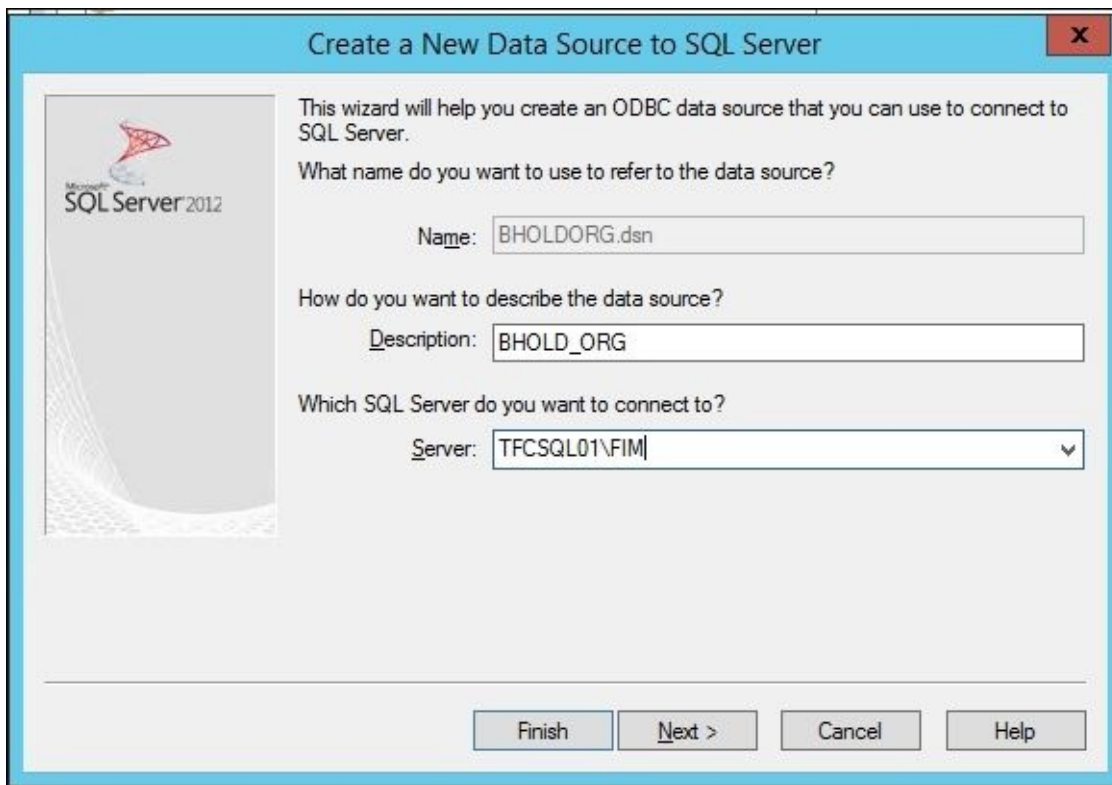 Create a New Data Source to SQL Server
x
This wizard will help you create an ODBC data source that you can use to connect to
SQL Server.
What name do you want to use to refer to the data source?
Microsoft
SQL Server 2012
Name: BHOLDORG.dsn
How do you want to describe the data source?
Description: BHOLD_ORG
Which SQL Server do you want to connect to?
Server: TFCSQL01\FIM
Finish Next > Cancel Help